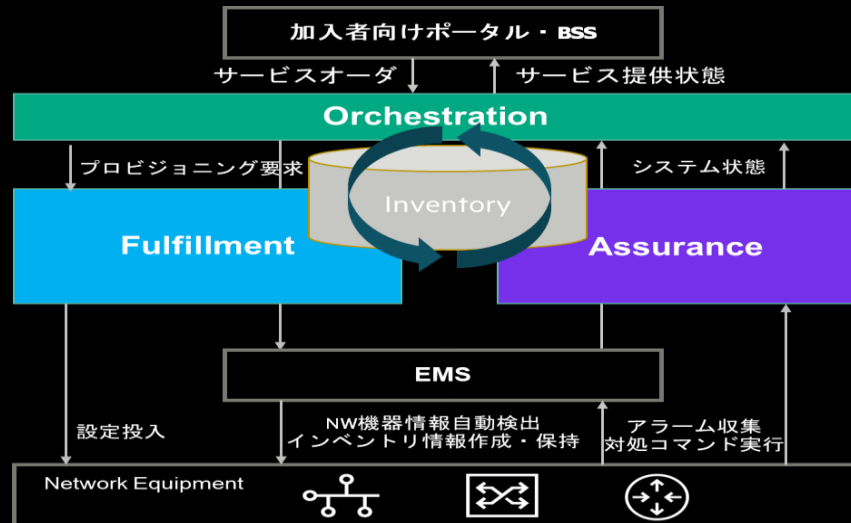 加入者向けポータル・BSS
サービスオーダ
サービス提供状態
Orchestration
プロビジョニング要求
システム状態
Inventory
Fulfillment
Assurance
EMS
設定投入
NW機器情報自動検出
インベントリ情報作成・保持
アラーム収集
対処コマンド実行
Network Equipment